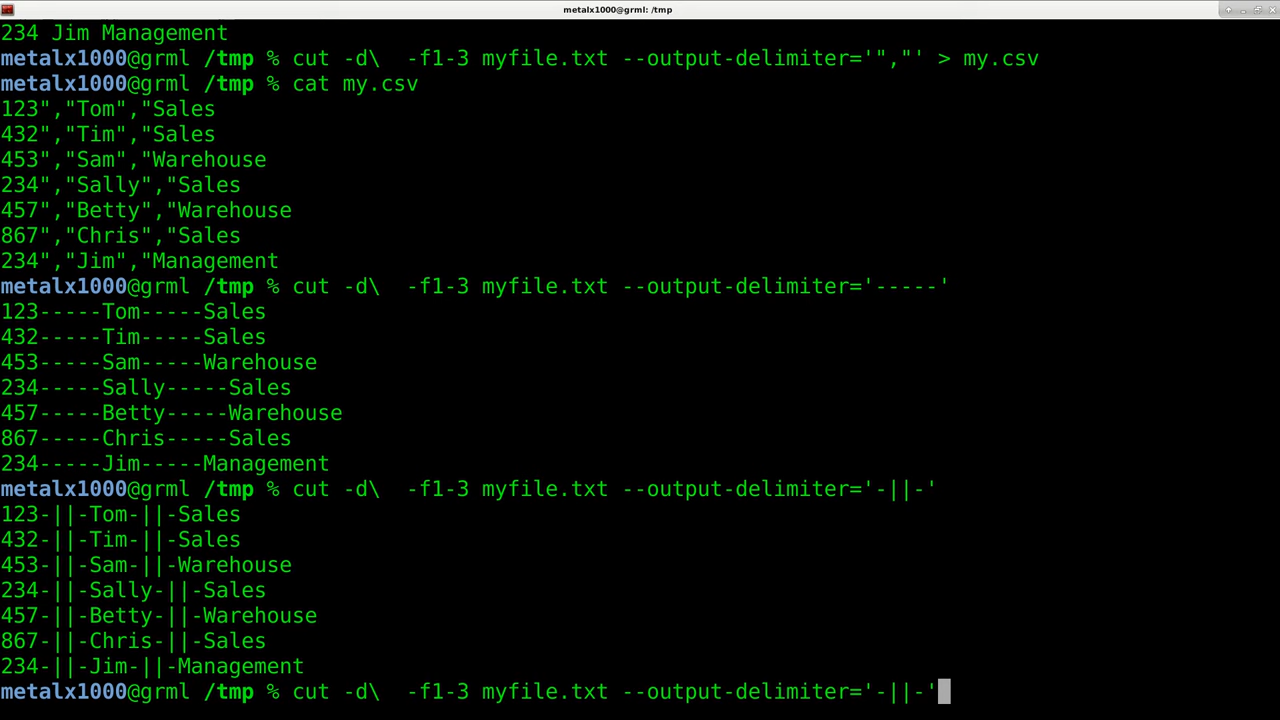 metalx1000@grml: /tmp
234 Jim Management
metalx1000@grml /tmp % cut -d\  -f1-3 myfile.txt --output-delimiter='","' > my.csv
metalx1000@grml /tmp % cat my.csv
123","Tom","Sales
432","Tim","Sales
453","Sam","Warehouse
234","Sally","Sales
457","Betty","Warehouse
867","Chris","Sales
234","Jim","Management
metalx1000@grml /tmp % cut -d\  -f1-3 myfile.txt --output-delimiter='-----'
123-----Tom-----Sales
432-----Tim-----Sales
453-----Sam-----Warehouse
234-----Sally-----Sales
457-----Betty-----Warehouse
867-----Chris-----Sales
234-----Jim-----Management
metalx1000@grml /tmp % cut -d\  -f1-3 myfile.txt --output-delimiter='-||-'
123-||-Tom-||-Sales
432-||-Tim-||-Sales
453-||-Sam-||-Warehouse
234-||-Sally-||-Sales
457-||-Betty-||-Warehouse
867-||-Chris-||-Sales
234-||-Jim-||-Management
metalx1000@grml /tmp % cut -d\  -f1-3 myfile.txt --output-delimiter='-||-'